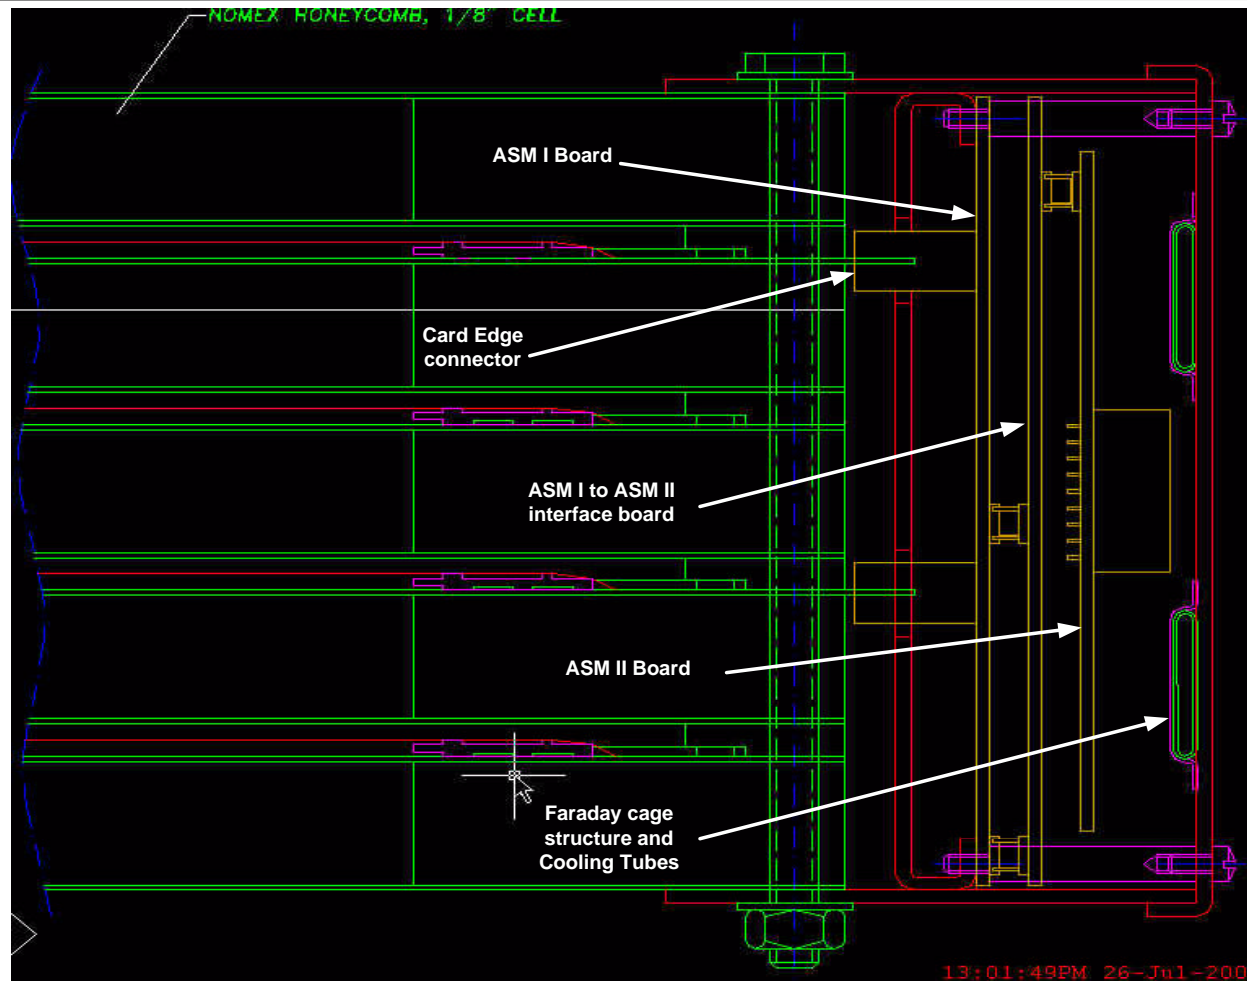 NOMEX HONEYCOMB, 1/8" CELL
ASM I Board
Card Edge
connector
ASM I to ASM II
interface board
ASM II Board
Faraday cage
structure and
Cooling Tubes
13:01:49PM 26-Jul-200